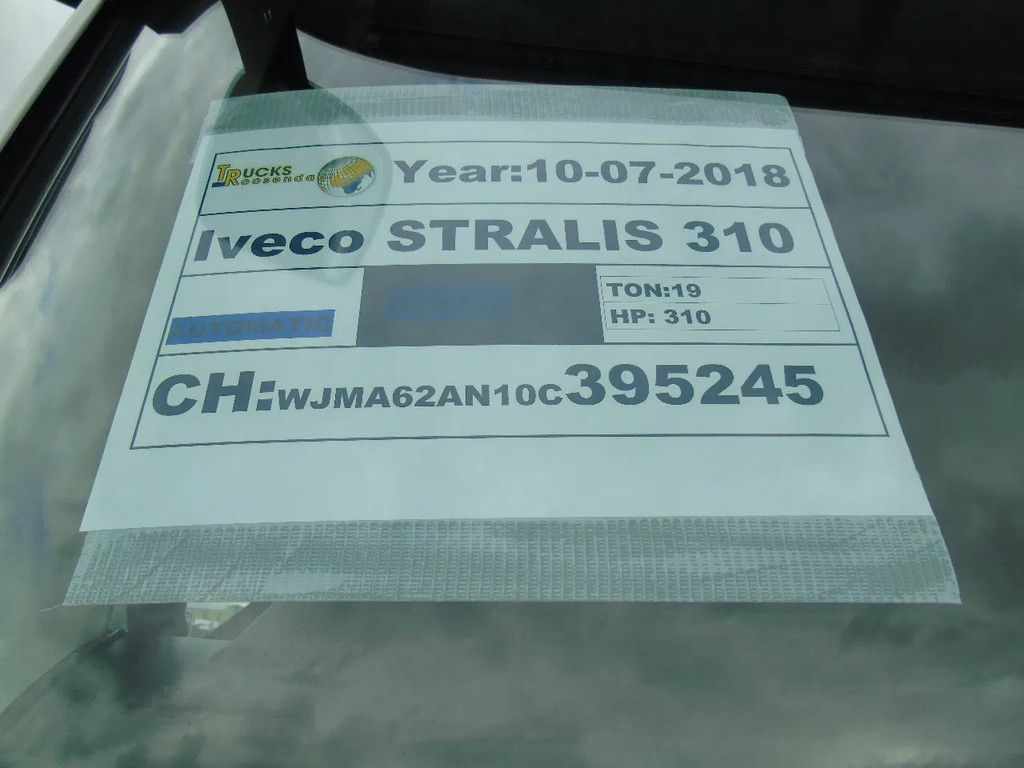 TRUCKS
Roosendaal
Year:10-07-2018
Iveco STRALIS 310
AUTOMATIC
TON:19
HP: 310
CH:WJMA62AN10C395245